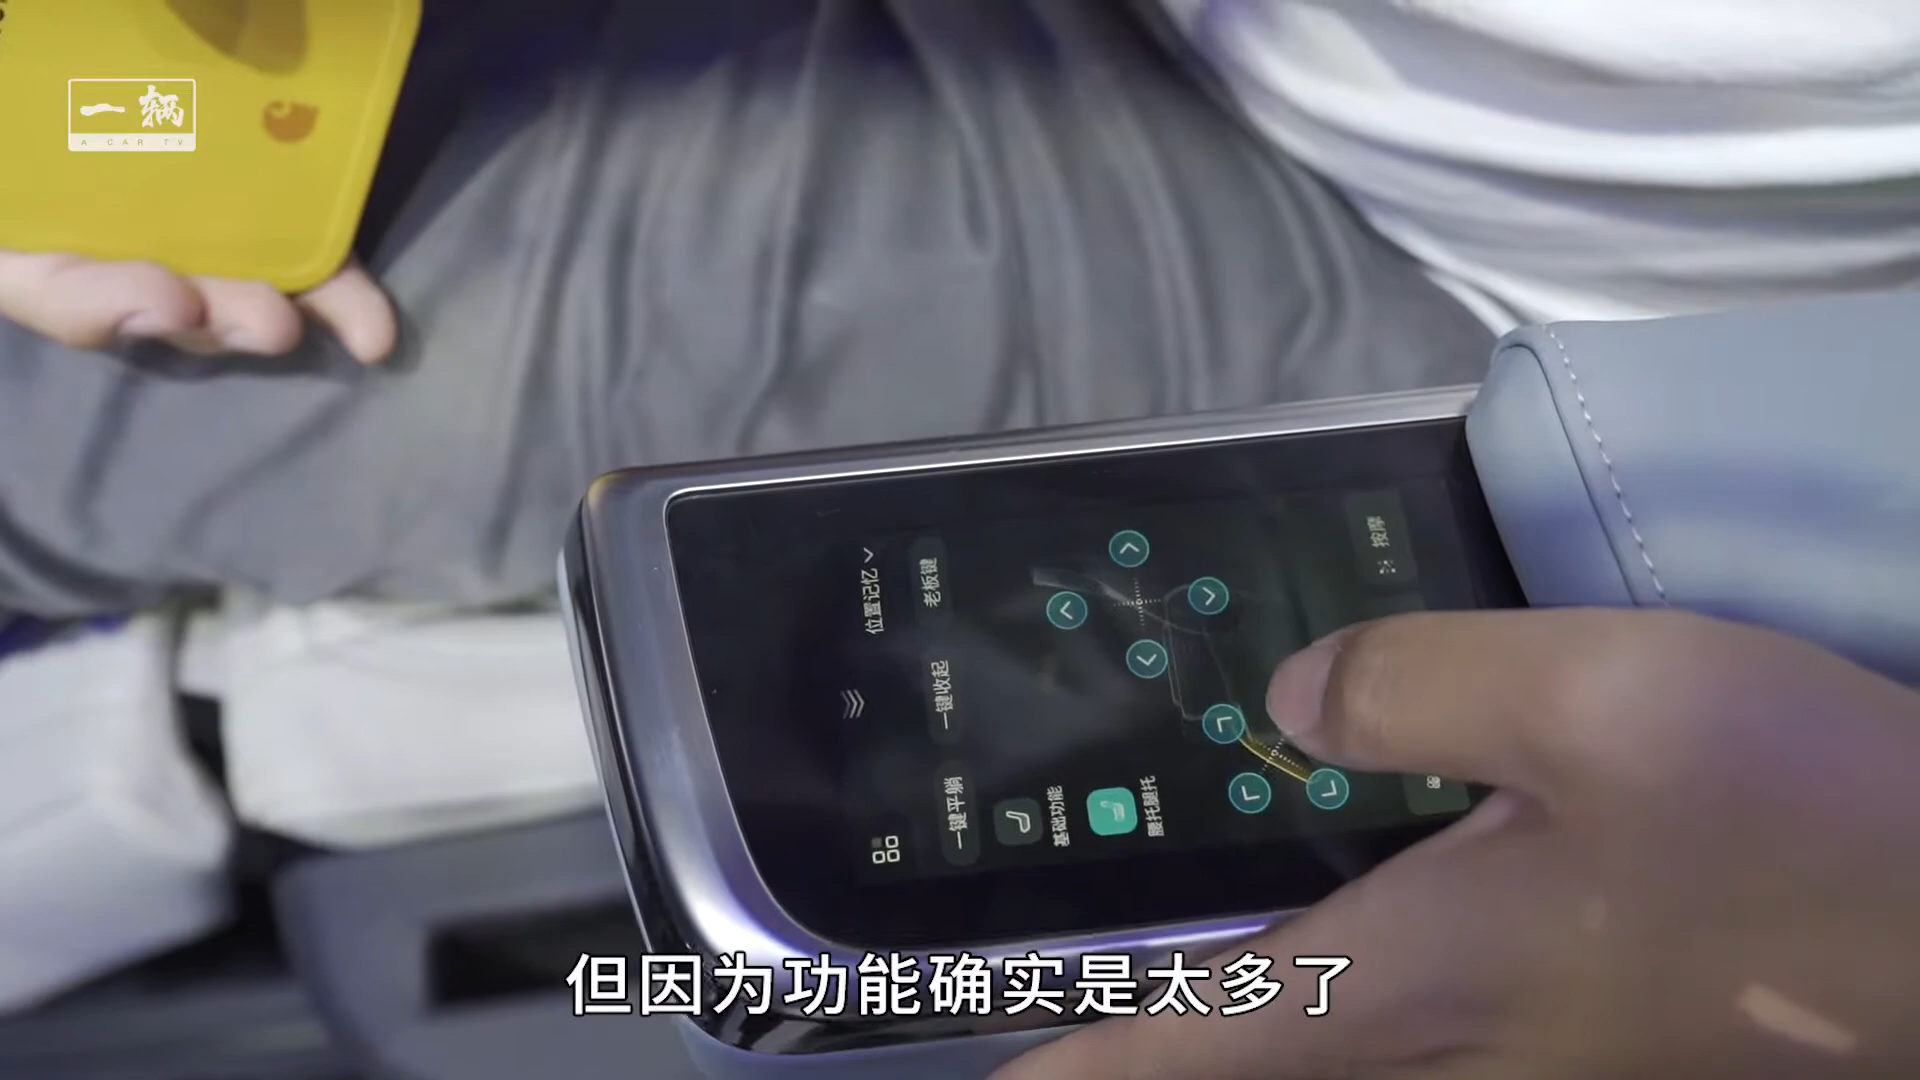 一辆
A CAR TV
位置记忆
老板键
一键收起
一键平躺
基础功能
腰托腿托
按摩
但因为功能确实是太多了